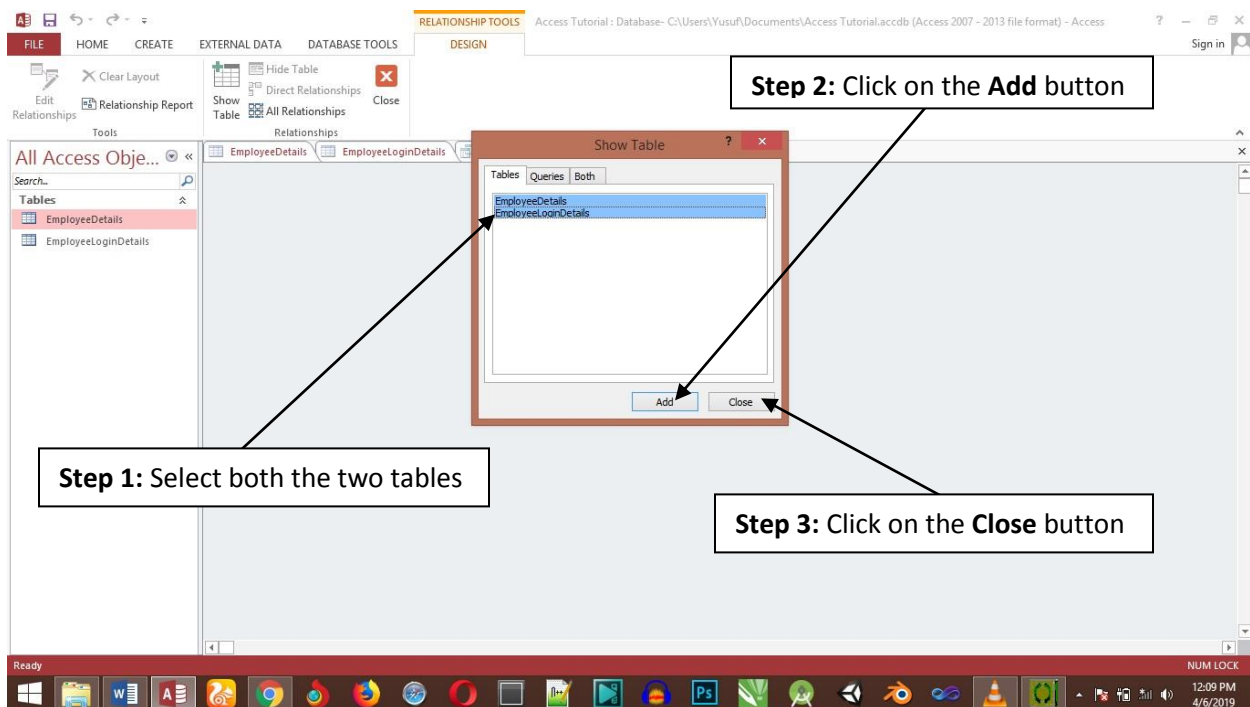 RELATIONSHIP TOOLS
Access Tutorial : Database- C:\Users\Yusuf\Documents\Access Tutorial.accdb (Access 2007 - 2013 file format) - Access
?
FILE HOME CREATE EXTERNAL DATA DATABASE TOOLS DESIGN
Sign in
Edit Relationships
Clear Layout
Relationship Report
Tools
Show Table
Hide Table
Direct Relationships
All Relationships
Close
Relationships
Step 2: Click on the Add button
All Access Obje...
Search...
Tables
EmployeeDetails
EmployeeLoginDetails
EmployeeDetails
EmployeeLoginDetails
Show Table
?
Tables Queries Both
EmployeeDetails
EmployeeLoginDetails
Add Close
Step 1: Select both the two tables
Step 3: Click on the Close button
Ready
NUM LOCK
Ps
12:09 PM
4/6/2019